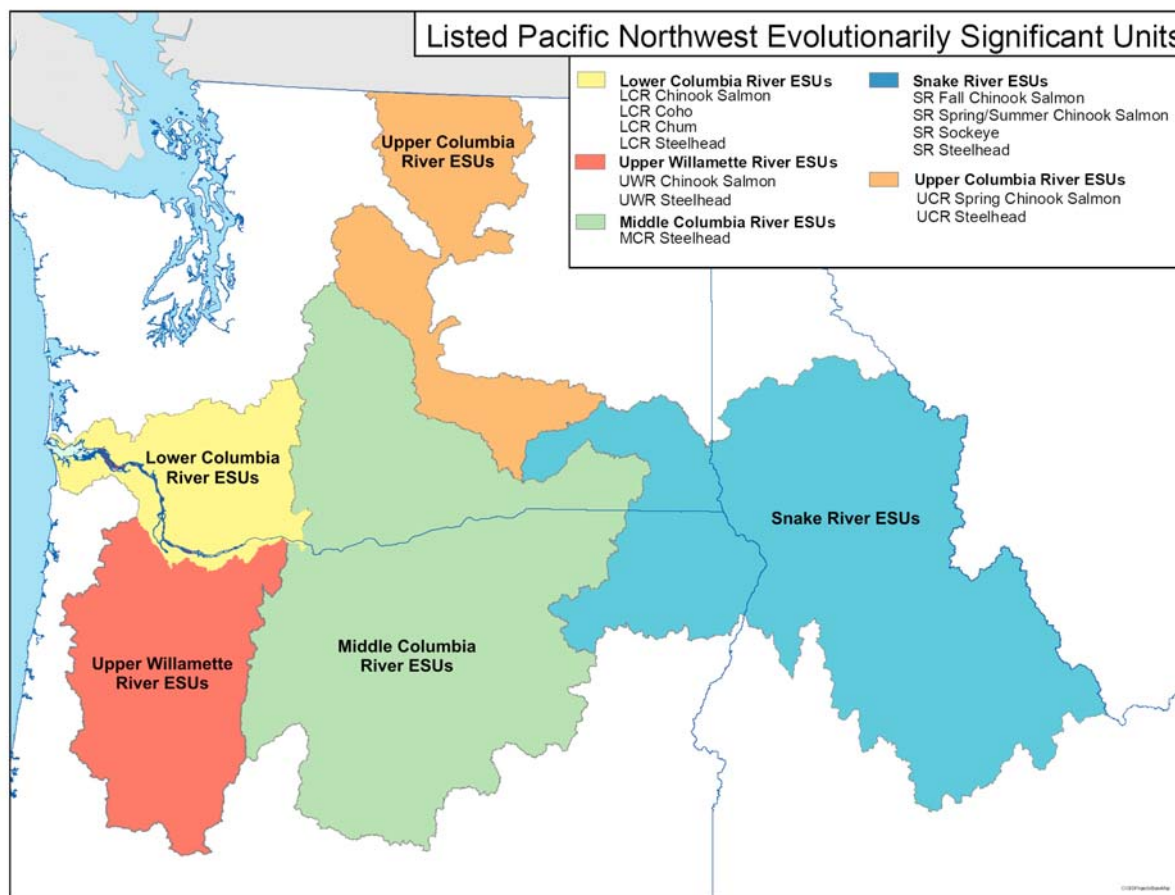 Listed Pacific Northwest Evolutionarily Significant Units
Lower Columbia River ESUs
LCR Chinook Salmon
LCR Coho
LCR Chum
LCR Steelhead
Upper Willamette River ESUs
UWR Chinook Salmon
UWR Steelhead
Middle Columbia River ESUs
MCR Steelhead
Snake River ESUs
SR Fall Chinook Salmon
SR Spring/Summer Chinook Salmon
SR Sockeye
SR Steelhead
Upper Columbia River ESUs
UCR Spring Chinook Salmon
UCR Steelhead
Upper Columbia
River ESUs
Lower Columbia
River ESUs
Snake River ESUs
Middle Columbia
River ESUs
Upper Willamette
River ESUs